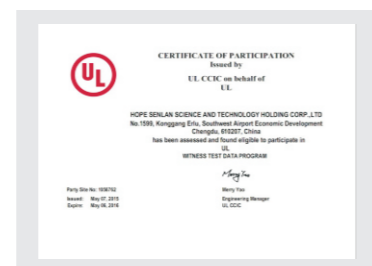 UL
CERTIFICATE OF PARTICIPATION
Issued by
UL CCIC on behalf of
UL
HOPE SENLAN SCIENCE AND TECHNOLOGY HOLDING CORP.,LTD
No.1599, Konggang Erlu, Southwest Airport Economic Development
Chengdu, 610207, China
has been assessed and found eligible to participate in
UL
WITNESS TEST DATA PROGRAM
Merry Yao
Party Site No: 1006762
Merry Yao
Issued: May 07, 2015
Engineering Manager
Expire: May 06, 2016
UL CCIC